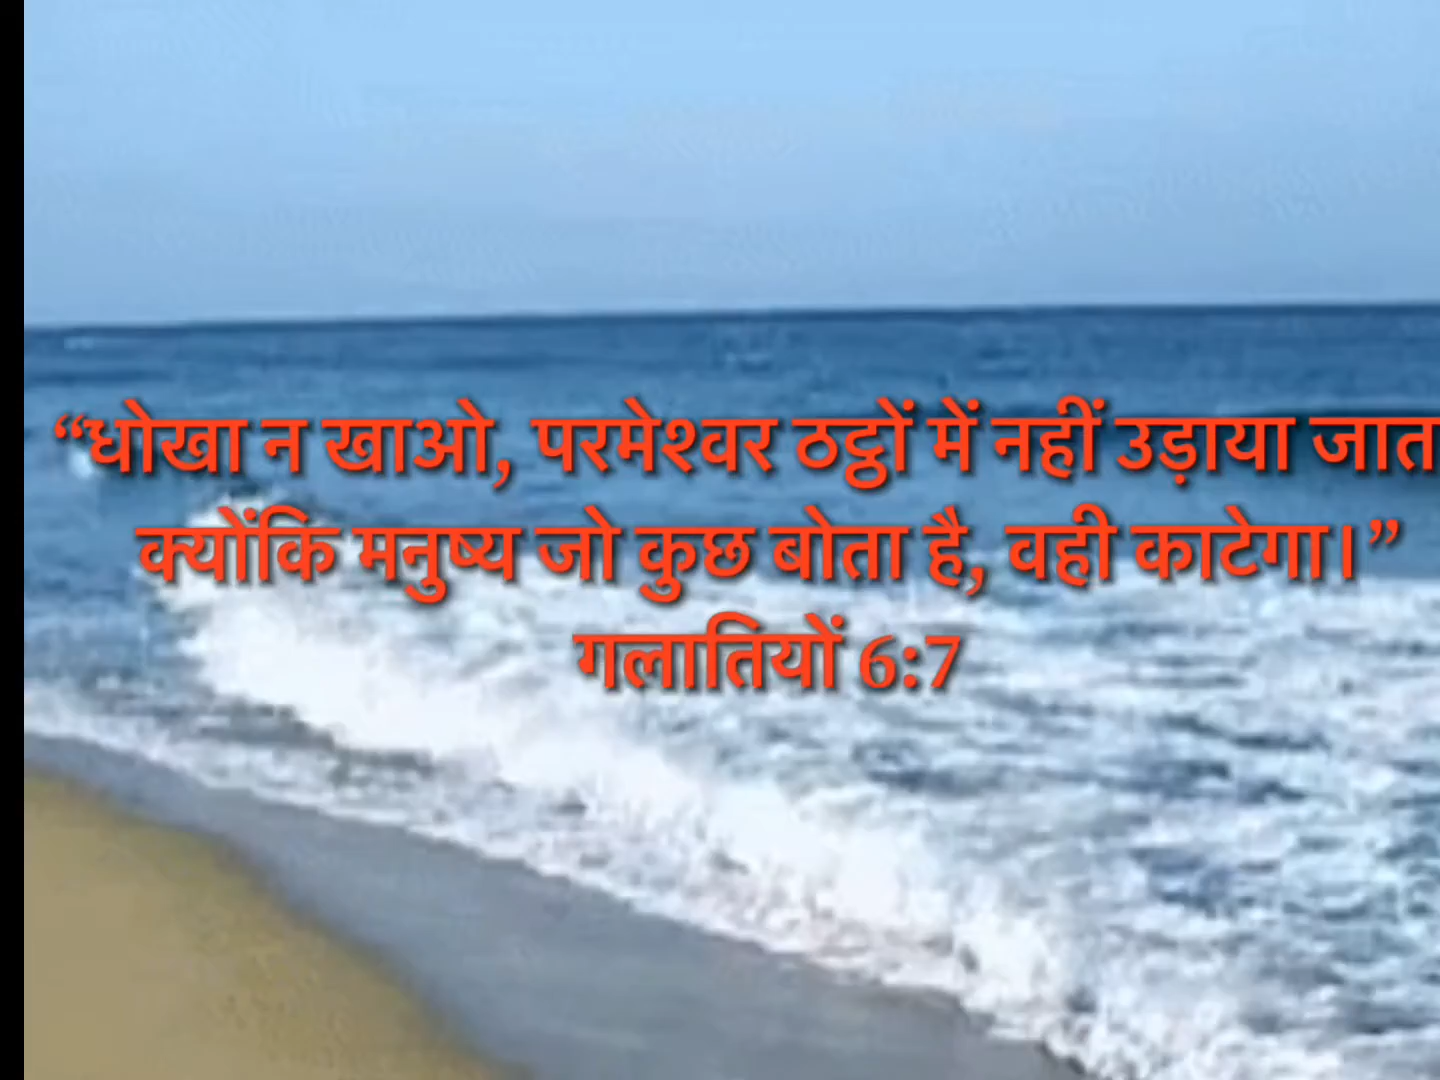 “धोखा न खाओ, परमेश्वर ठट्ठों में नहीं उड़ाया जात
क्योंकि मनुष्य जो कुछ बोता है, वही काटेगा।”
गलातियों 6:7